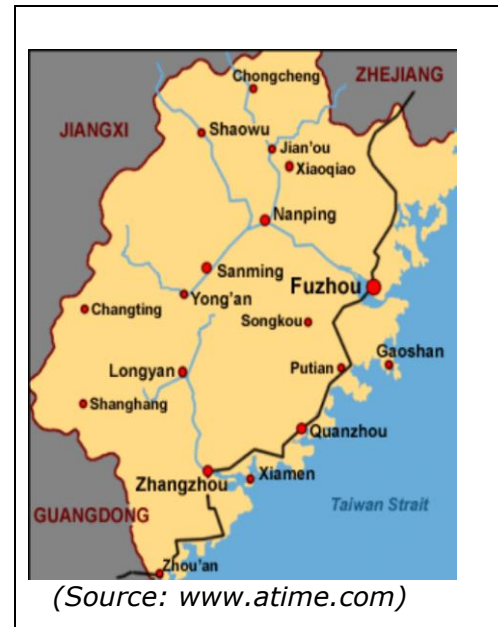 Chongcheng
ZHEJIANG
JIANGXI
Shaowu
Jian'ou
Xiaoqiao
Nanping
Sanming
Fuzhou
Yong'an
Changting
Songkou
Gaoshan
Longyan
Putian
Shanghang
Quanzhou
Zhangzhou
Xiamen
Taiwan Strait
GUANGDONG
Zhou'an
(Source: www.atime.com)